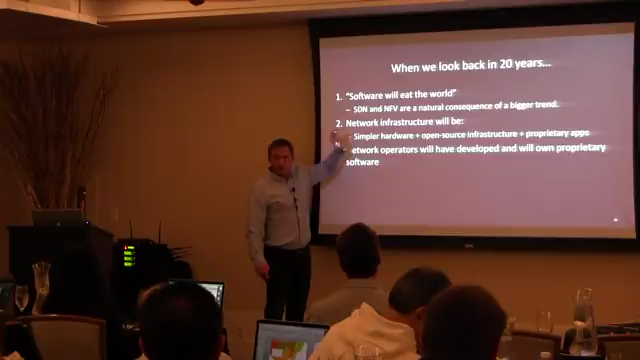 When we look back in 20 years...
1. "Software will eat the world"
– SDN and NFV are a natural consequence of a bigger trend.
2. Network infrastructure will be:
Simpler hardware + open-source infrastructure + proprietary apps
etwork operators will have developed and will own proprietary
software